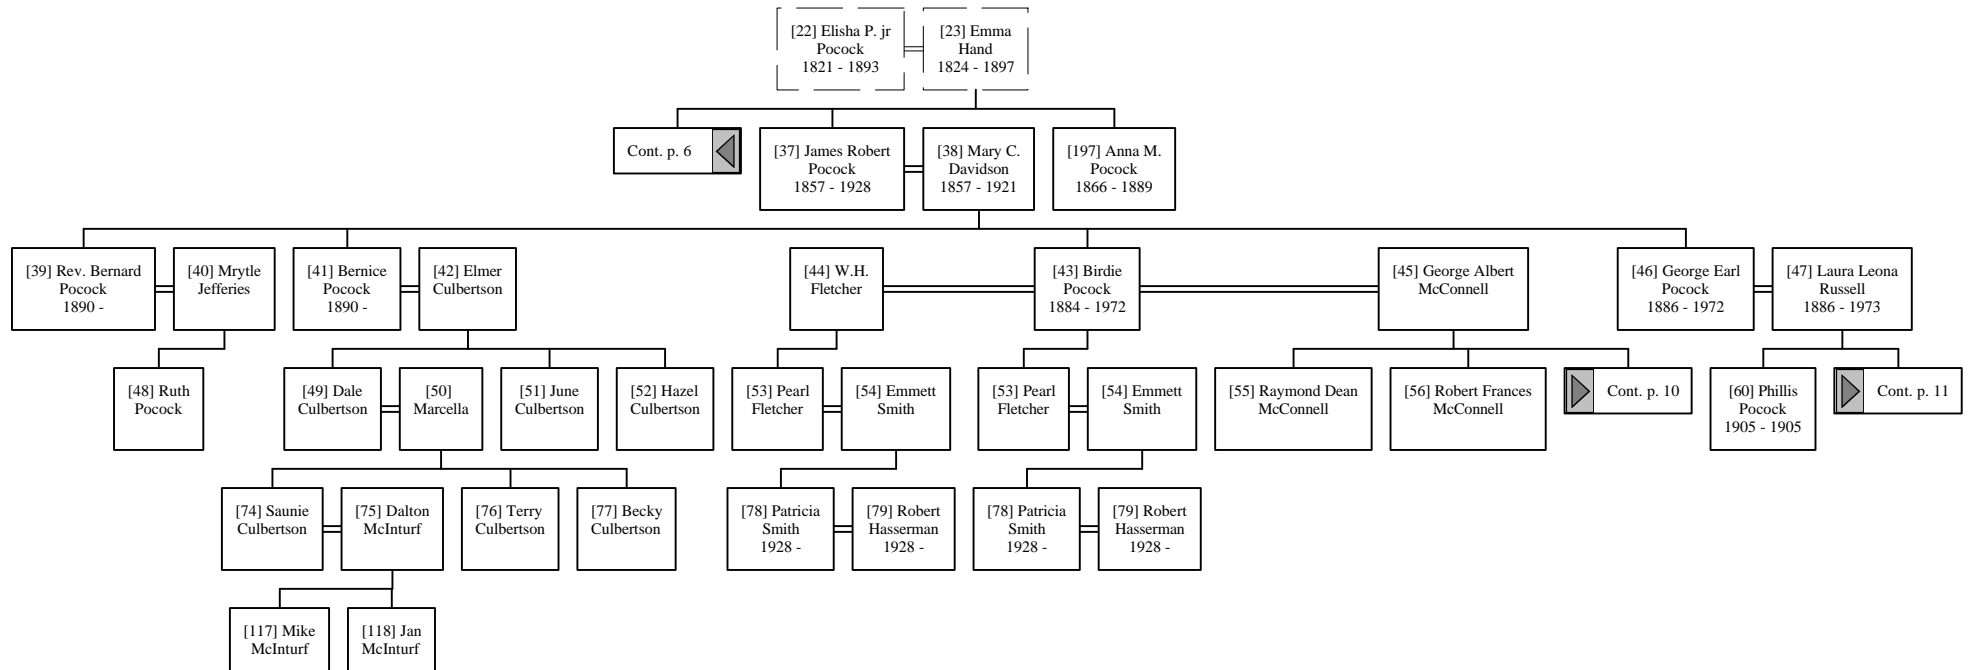 [22] Elisha P. jr
Pocock
1821 - 1893
[23] Emma
Hand
1824 - 1897
Cont. p. 6
[37] James Robert
Pocock
1857 - 1928
[38] Mary C.
Davidson
1857 - 1921
[197] Anna M.
Pocock
1866 - 1889
[39] Rev. Bernard
Pocock
1890 -
[40] Mrytle
Jefferies
[41] Bernice
Pocock
1890 -
[42] Elmer
Culbertson
[44] W.H.
Fletcher
[43] Birdie
Pocock
1884 - 1972
[45] George Albert
McConnell
[46] George Earl
Pocock
1886 - 1972
[47] Laura Leona
Russell
1886 - 1973
[48] Ruth
Pocock
[49] Dale
Culbertson
[50]
Marcella
[51] June
Culbertson
[52] Hazel
Culbertson
[53] Pearl
Fletcher
[54] Emmett
Smith
[53] Pearl
Fletcher
[54] Emmett
Smith
[55] Raymond Dean
McConnell
[56] Robert Frances
McConnell
Cont. p. 10
[60] Phillis
Pocock
1905 - 1905
Cont. p. 11
[74] Saunie
Culbertson
[75] Dalton
McInturf
[76] Terry
Culbertson
[77] Becky
Culbertson
[78] Patricia
Smith
1928 -
[79] Robert
Hasserman
1928 -
[78] Patricia
Smith
1928 -
[79] Robert
Hasserman
1928 -
[117] Mike
McInturf
[118] Jan
McInturf